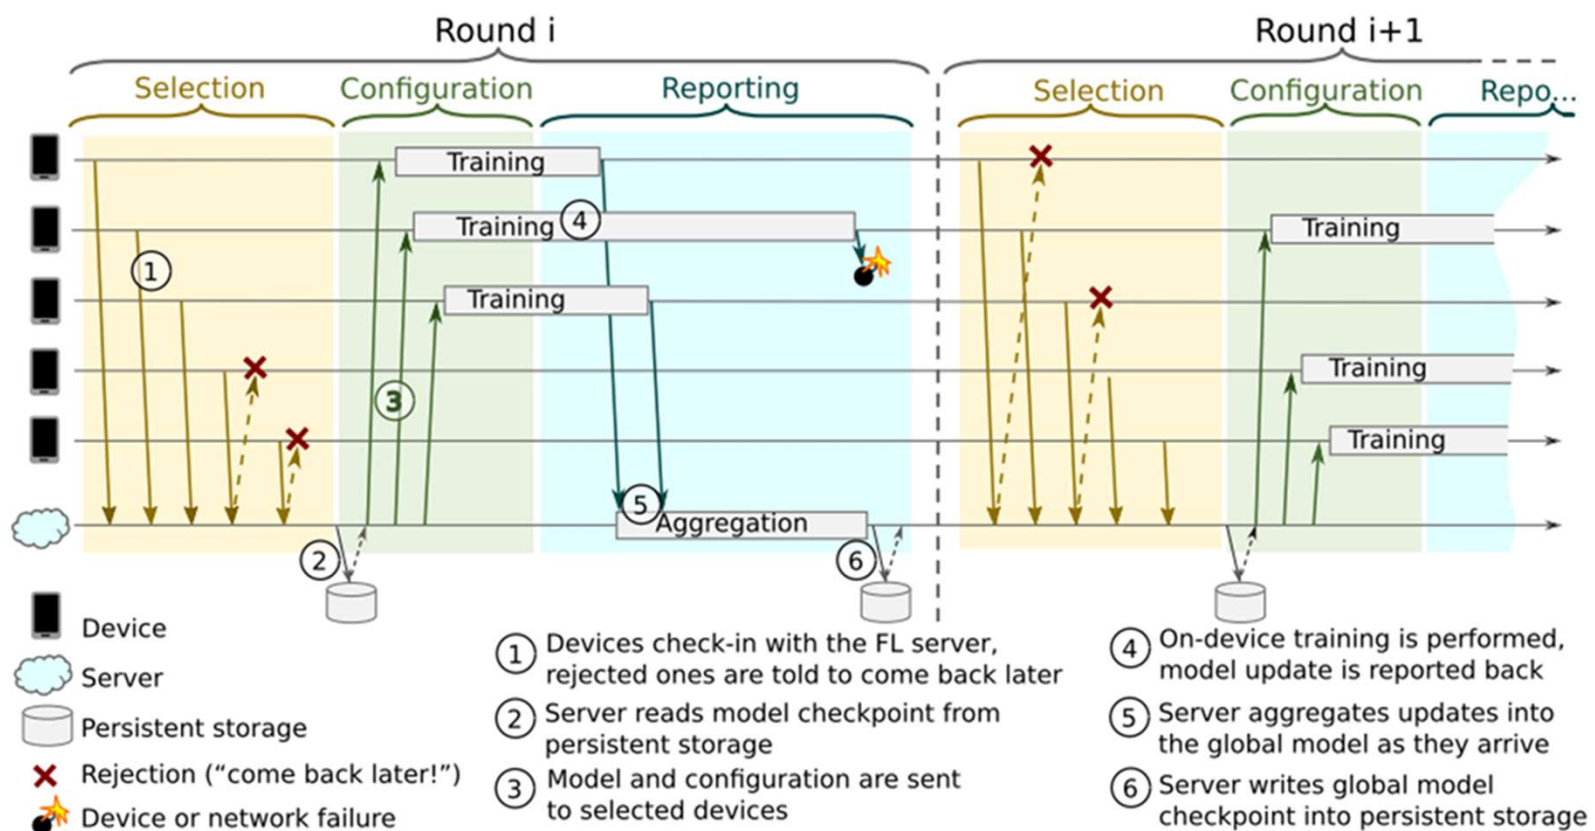 Round i
Round i+1
Selection
Configuration
Reporting
Selection
Configuration
Repo...
Training
Training
4
Training
1
3
5
Aggregation
2
6
Training
Training
Training
Device
Server
Persistent storage
Rejection (“come back later!”)
Device or network failure
1
Devices check-in with the FL server,
rejected ones are told to come back later
2
Server reads model checkpoint from
persistent storage
3
Model and configuration are sent
to selected devices
4
On-device training is performed,
model update is reported back
5
Server aggregates updates into
the global model as they arrive
6
Server writes global model
checkpoint into persistent storage